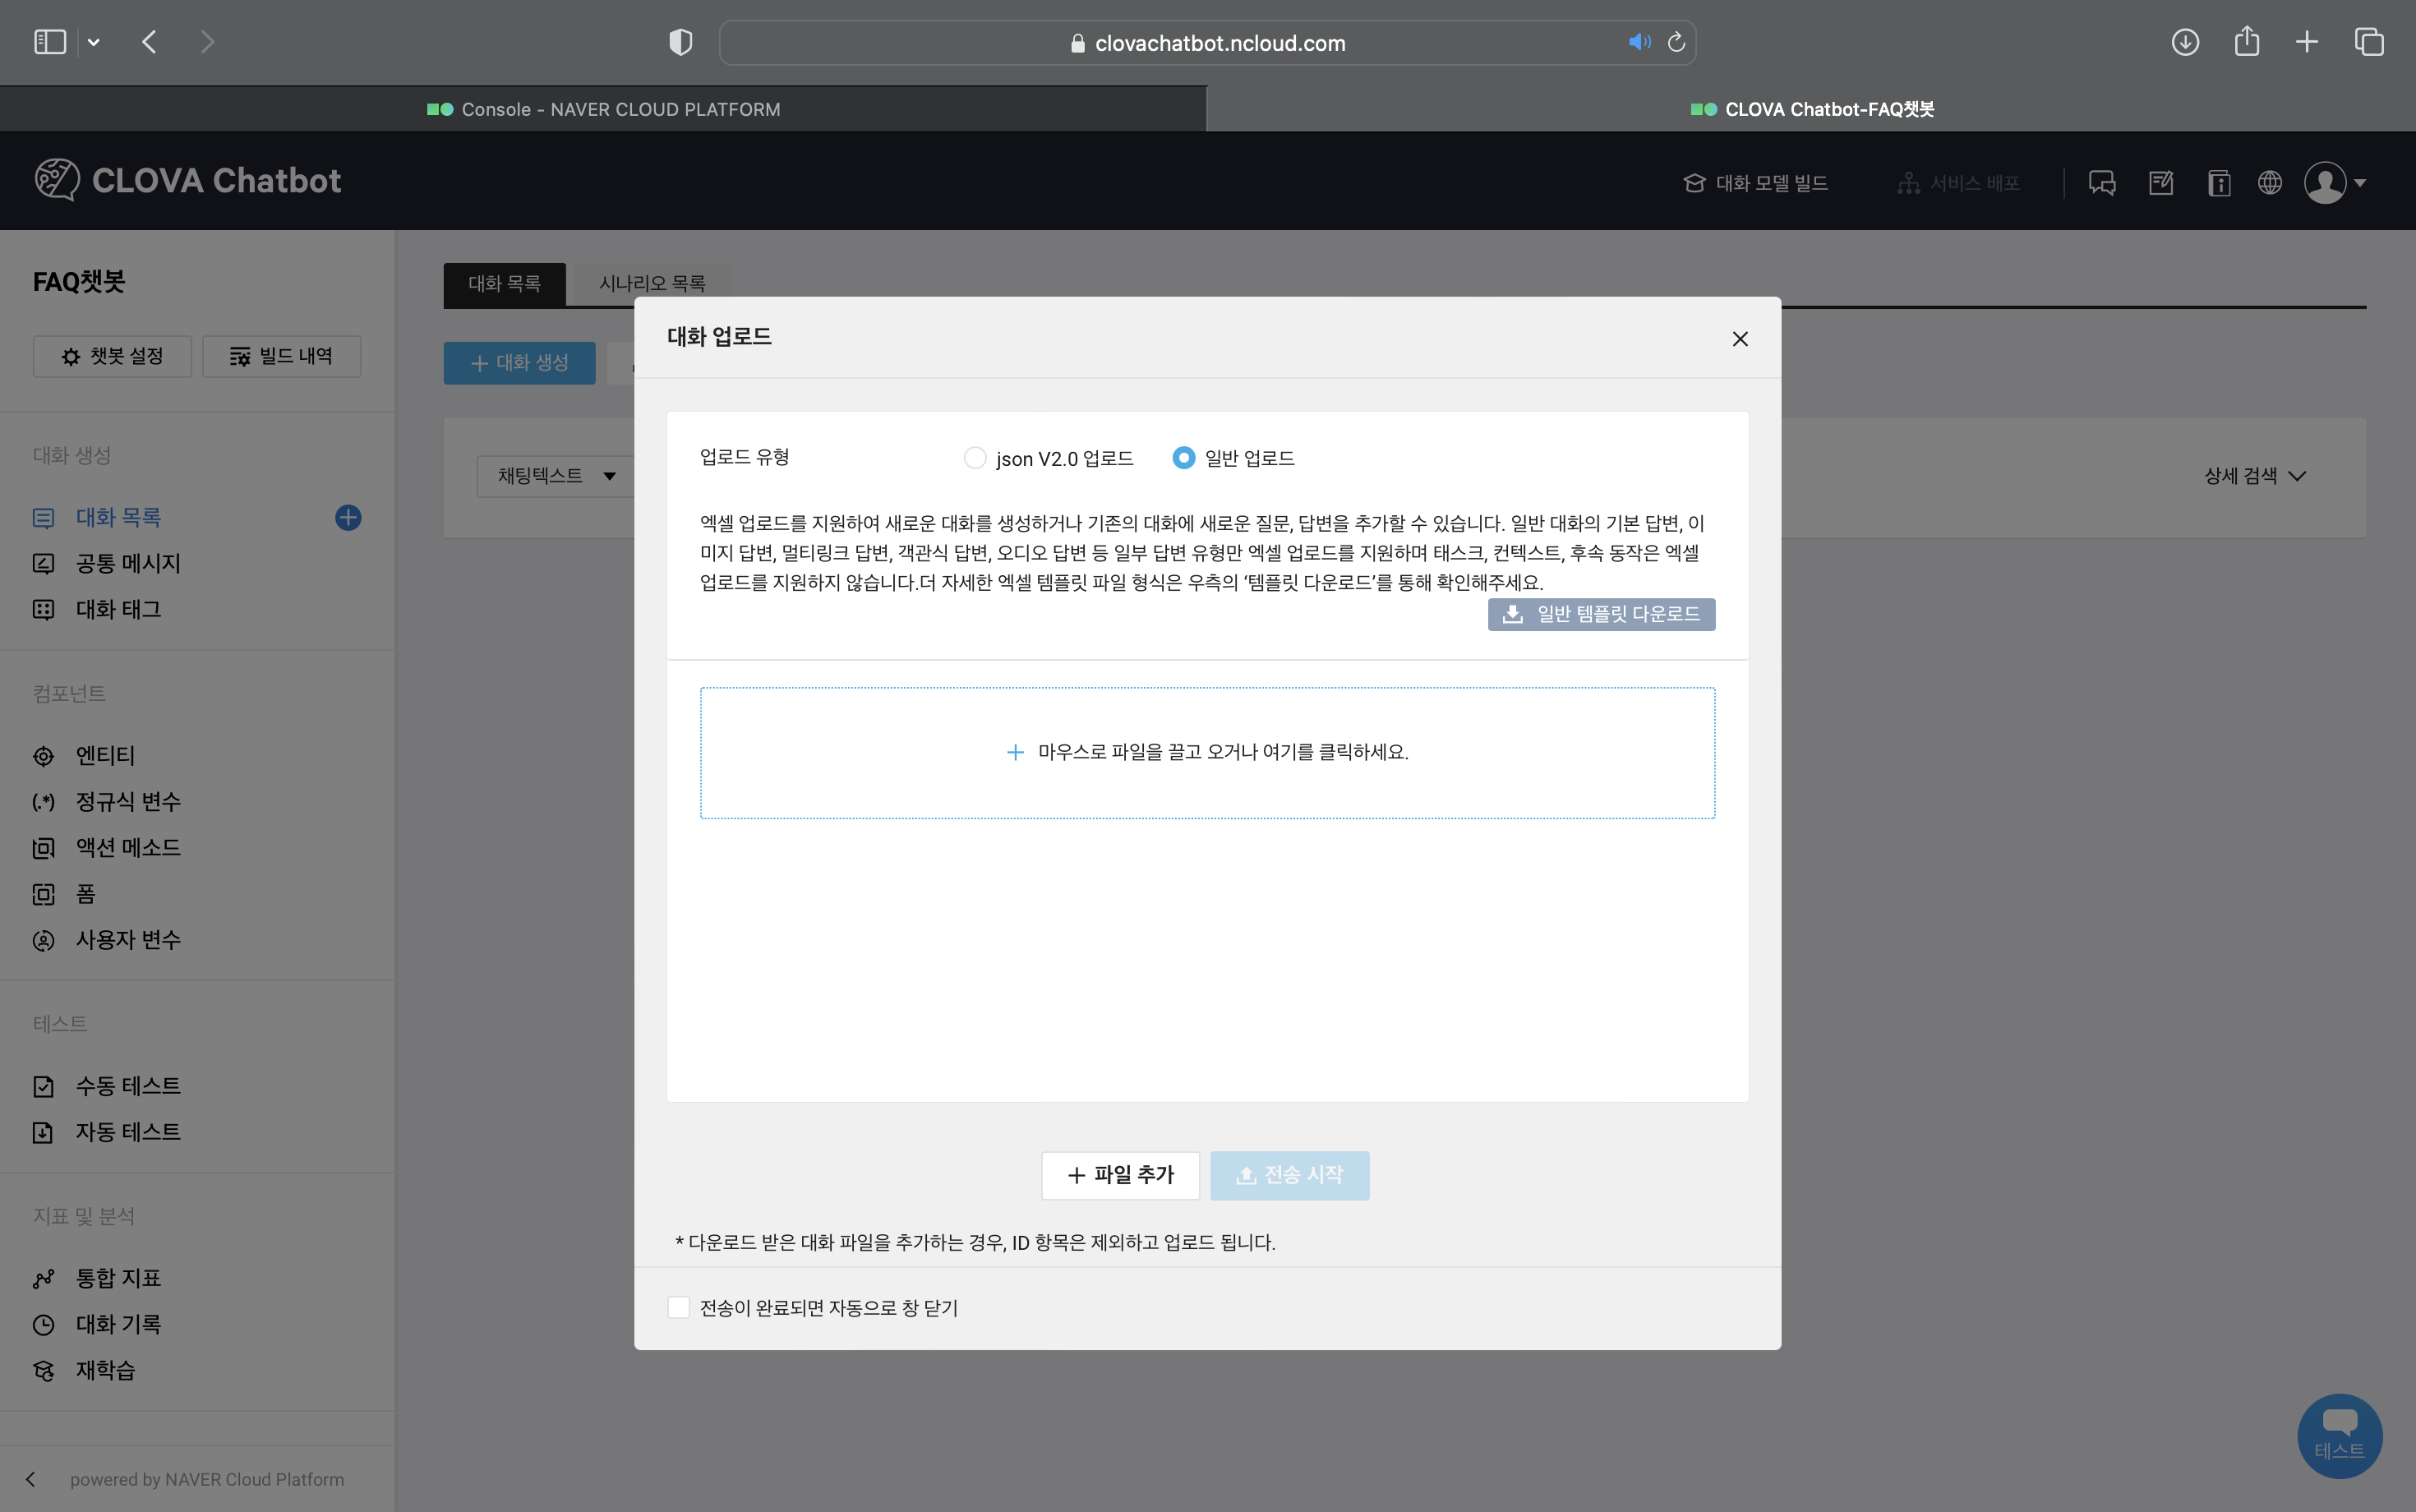 clovachatbot.ncloud.com
Console - NAVER CLOUD PLATFORM
CLOVA Chatbot-FAQ챗봇
CLOVA Chatbot
대화 모델 빌드
서비스 배포
FAQ챗봇
챗봇 설정
빌드 내역
대화 생성
대화 목록
공통 메시지
대화 태그
컴포넌트
엔티티
(.*) 정규식 변수
액션 메소드
폼
사용자 변수
테스트
수동 테스트
자동 테스트
지표 및 분석
통합 지표
대화 기록
재학습
powered by NAVER Cloud Platform
대화 목록
시나리오 목록
+ 대화 생성
채팅텍스트
상세 검색
대화 업로드
업로드 유형
json V2.0 업로드
일반 업로드
엑셀 업로드를 지원하여 새로운 대화를 생성하거나 기존의 대화에 새로운 질문, 답변을 추가할 수 있습니다. 일반 대화의 기본 답변, 이
미지 답변, 멀티링크 답변, 객관식 답변, 오디오 답변 등 일부 답변 유형만 엑셀 업로드를 지원하며 태스크, 컨텍스트, 후속 동작은 엑셀
업로드를 지원하지 않습니다.더 자세한 엑셀 템플릿 파일 형식은 우측의 ‘템플릿 다운로드’를 통해 확인해주세요.
일반 템플릿 다운로드
+ 마우스로 파일을 끌고 오거나 여기를 클릭하세요.
+ 파일 추가
전송 시작
* 다운로드 받은 대화 파일을 추가하는 경우, ID 항목은 제외하고 업로드 됩니다.
전송이 완료되면 자동으로 창 닫기
테스트